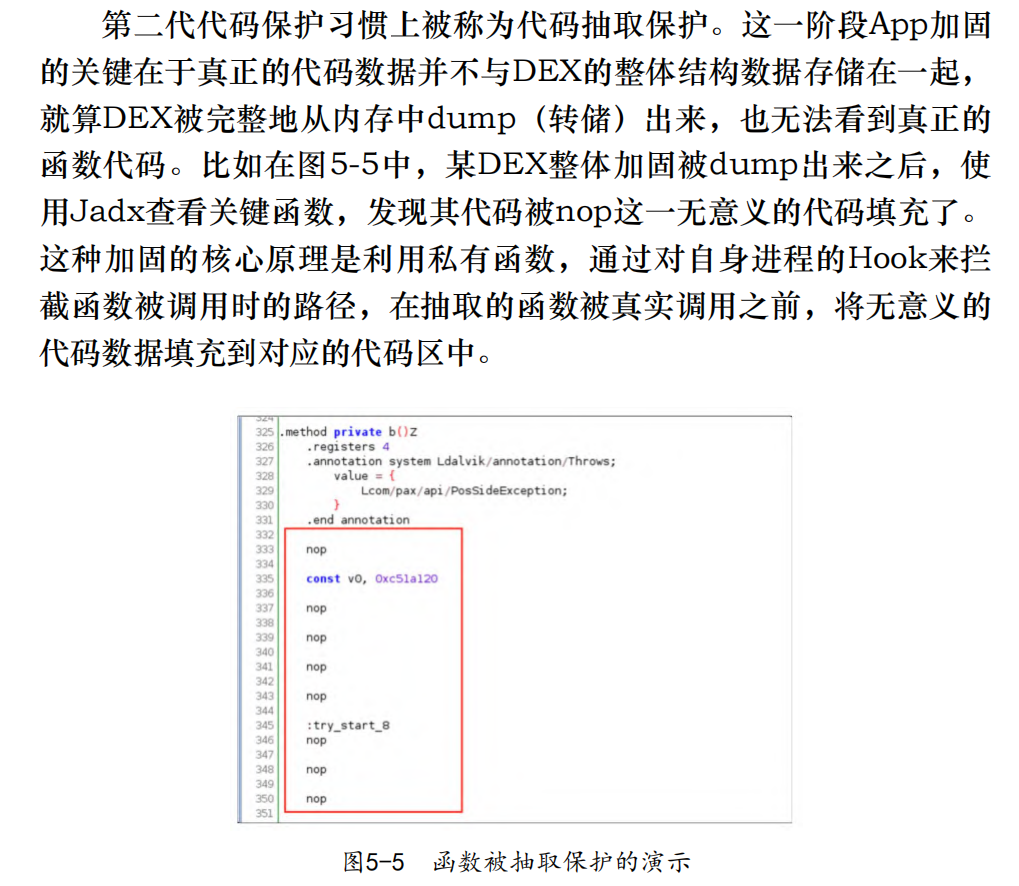 第二代代码保护习惯上被称为代码抽取保护。这一阶段App加固
的关键在于真正的代码数据并不与DEX的整体结构数据存储在一起，
就算DEX被完整地从内存中dump（转储）出来，也无法看到真正的
函数代码。比如在图5-5中，某DEX整体加固被dump出来之后，使
用Jadx查看关键函数，发现其代码被nop这一无意义的代码填充了。
这种加固的核心原理是利用私有函数，通过对自身进程的Hook来拦
截函数被调用时的路径，在抽取的函数被真实调用之前，将无意义的
代码数据填充到对应的代码区中。
324
325 .method private b()Z
326 .registers 4
327 .annotation system Ldalvik/annotation/Throws;
328 value = {
329 Lcom/pax/api/PosSideException;
330 }
331 .end annotation
332
333 nop
334
335 const v0, 0xc51a120
336
337 nop
338
339 nop
340
341 nop
342
343 nop
344
345 :try_start_8
346 nop
347
348 nop
349
350 nop
351
图5-5 函数被抽取保护的演示